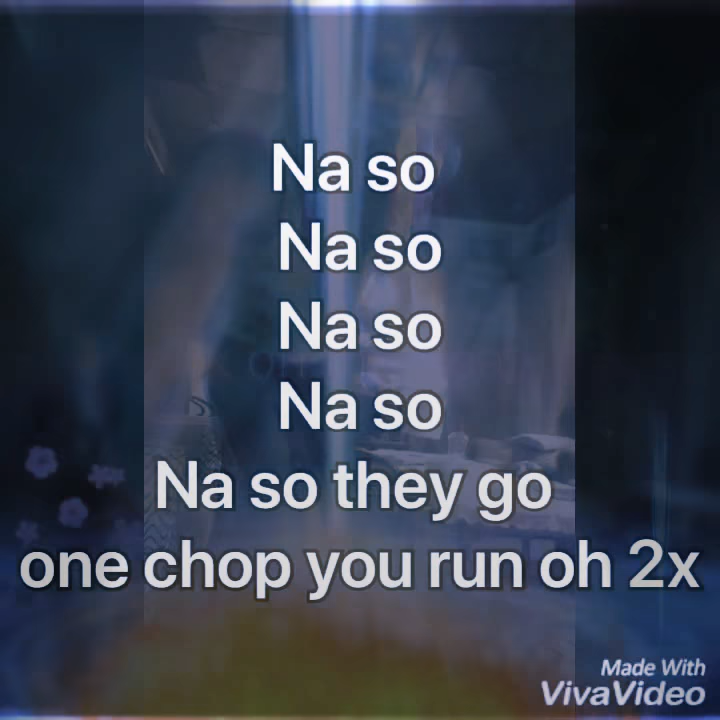 Na so
Na so
Na so
Na so
Na so they go
one chop you run oh 2x
Made With
VivaVideo